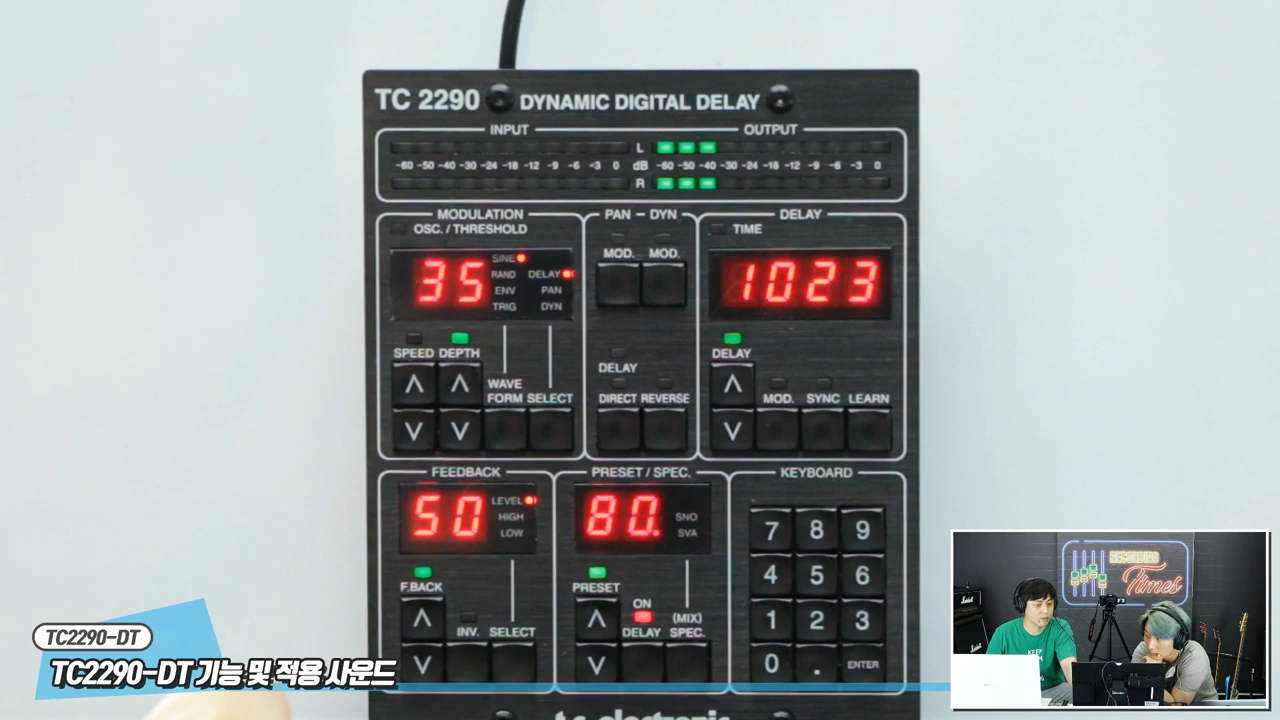 TC 2290 DYNAMIC DIGITAL DELAY
INPUT OUTPUT
L
-60 -50 -40 -30 -24 -18 -12 -9 -6 -3 0 dB -60 -50 -40 -30 -24 -18 -12 -9 -6 -3 0
R
MODULATION PAN - DYN DELAY
OSC. / THRESHOLD TIME
MOD. MOD.
35 SINE
RAND DELAY
ENV PAN
TRIG DYN
1023
SPEED DEPTH DELAY
DELAY
WAVE
FORM SELECT DIRECT REVERSE MOD. SYNC LEARN
FEEDBACK PRESET / SPEC. KEYBOARD
50 LEVEL
HIGH
LOW
80. SNO
SVA
7 8 9
4 5 6
F.BACK PRESET
ON (MIX)
INV. SELECT DELAY SPEC.
1 2 3
0 . ENTER
t.c. electronic
TC2290-DT
TC2290-DT 기능 및 적용 사운드
Times
Marshall